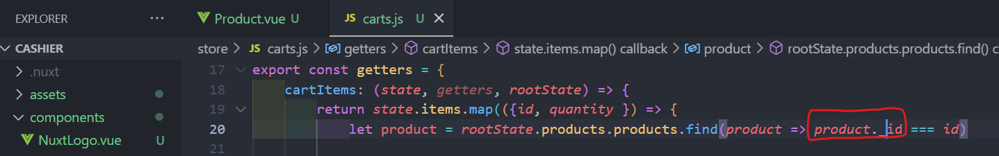 EXPLORER ··· Product.vue U JS carts.js U ×
CASHIER store > JS carts.js > getters > cartItems > state.items.map() callback > product > rootState.products.products.find() c
> .nuxt 17 export const getters = {
> assets 18 cartItems: (state, getters, rootState) => {
components 19 return state.items.map(({id, quantity }) => {
NuxtLogo.vue U 20 let product = rootState.products.products.find(product => product._id === id)
21